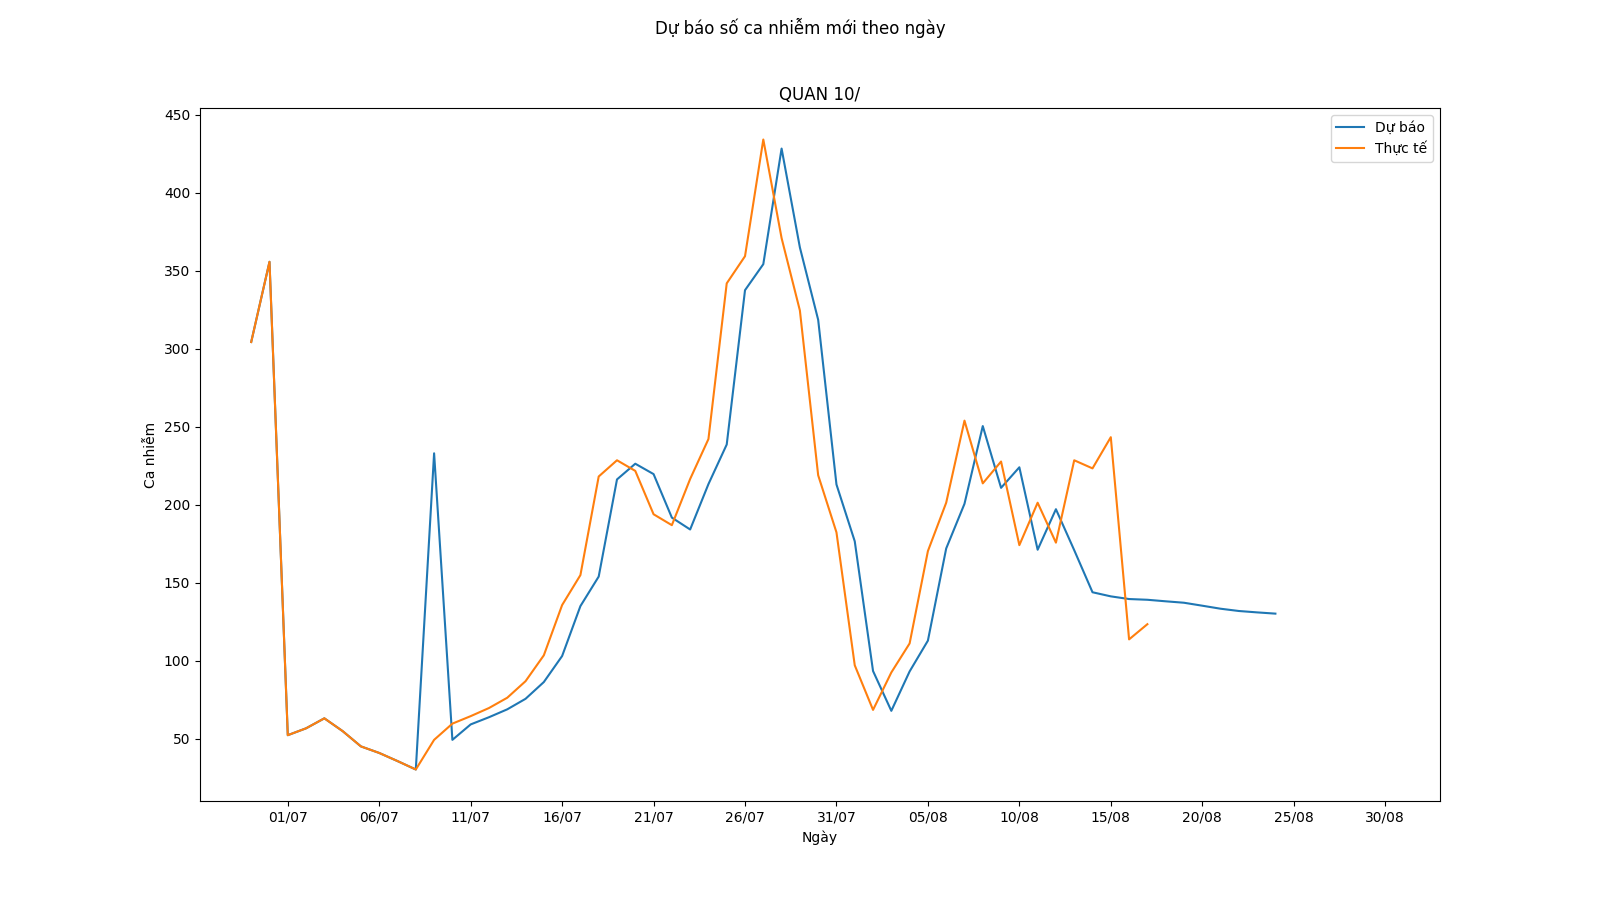 Dự báo số ca nhiễm mới theo ngày
QUAN 10/
Dự báo
Thực tế
450
400
350
300
250
200
150
100
50
Ca nhiễm
01/07 06/07 11/07 16/07 21/07 26/07 31/07 05/08 10/08 15/08 20/08 25/08 30/08
Ngày